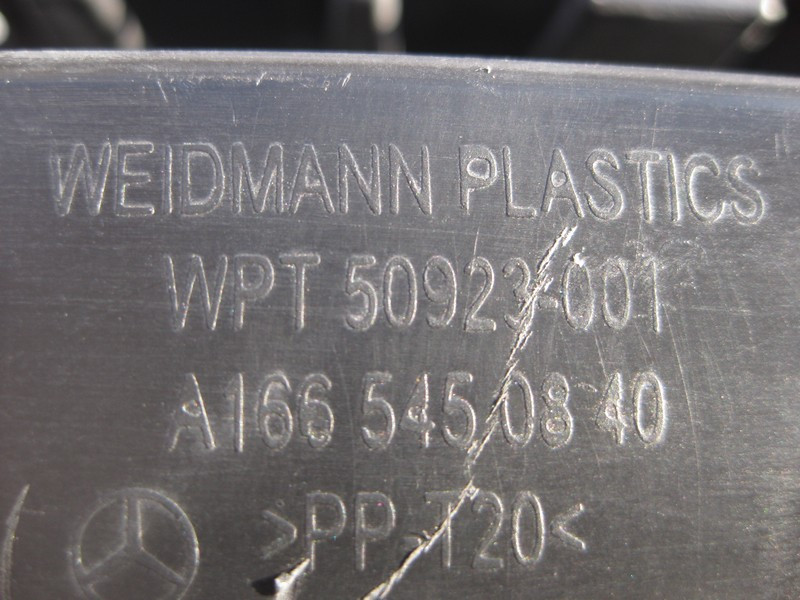 WEIDMANN PLASTICS
WPT 50923-001
A166 545 08 40
>PP-T20<